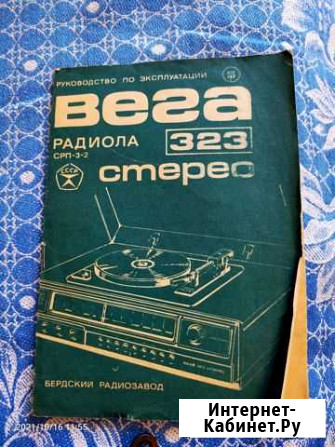 РУКОВОДСТВО ПО ЭКСПЛУАТАЦИИ
Вега
РАДИОЛА 323
СРП-3-2
СССР
стерео
БЕРДСКИЙ РАДИОЗАВОД
2021/10/16 11:55
Интернет-
Кабинет.Ру